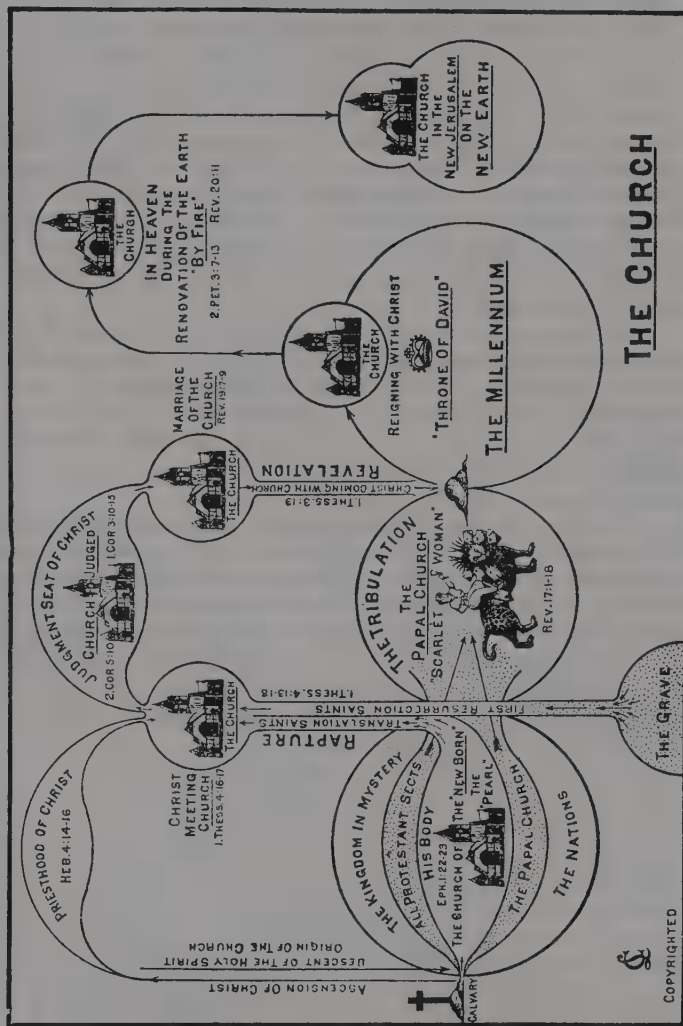 PRIESTHOOD OF CHRIST
HEB. 4:14-16
JUDGMENT SEAT OF CHRIST
CHURCH JUDGED
2. COR. 5:10
1. COR. 3:10-15
THE CHURCH
IN HEAVEN
DURING THE
RENOVATION OF THE EARTH
"BY FIRE"
2. PET. 3:7-13 REV. 20:11
ASCENSION OF CHRIST
DESCENT OF THE HOLY SPIRIT
ORIGIN OF THE CHURCH
CHRIST
MEETING
CHURCH
1. THESS. 4:16-17
THE CHURCH
MARRIAGE
OF THE
CHURCH
REV. 19:7-9
THE CHURCH
RAPTURE
TRANSLATION SAINTS
FIRST RESURRECTION SAINTS
1. THESS. 4:13-18
CHRIST COMING WITH CHURCH
REVELATION
1. THESS. 3:13
CALVARY
THE KINGDOM IN MYSTERY
ALL PROTESTANT SECTS
HIS BODY
EPH. 1:22-23
THE CHURCH OF THE "NEW BORN"
THE
"PEARL"
THE PAPAL CHURCH
THE NATIONS
THE TRIBULATION
THE
PAPAL CHURCH
"SCARLET WOMAN"
REV. 17:1-18
THE CHURCH
REIGNING WITH CHRIST
"THRONE OF DAVID"
THE MILLENNIUM
THE CHURCH
IN THE
NEW JERUSALEM
ON THE
NEW EARTH
THE GRAVE
COPYRIGHTED
THE CHURCH